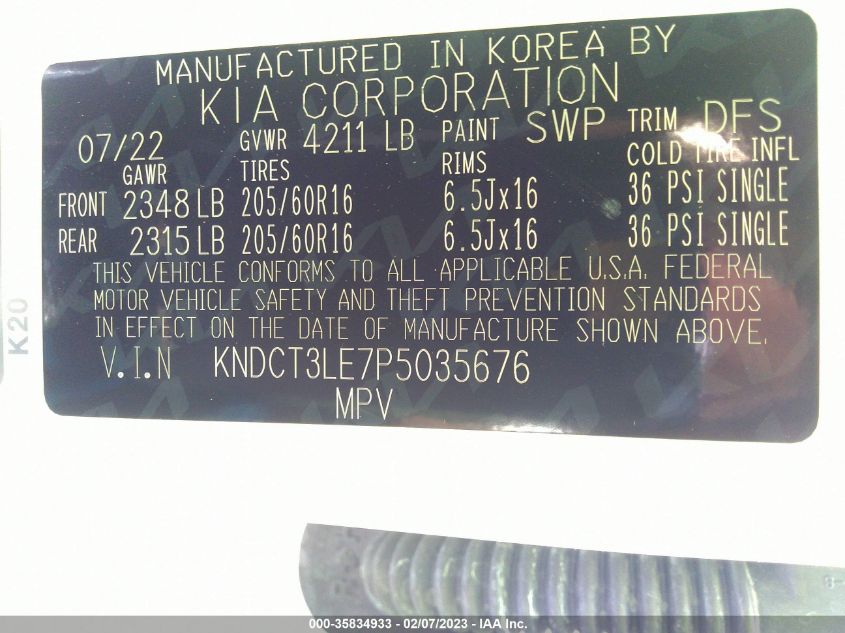 MANUFACTURED IN KOREA BY
KIA CORPORATION
07/22 GVWR 4211 LB PAINT SWP TRIM DFS
GAWR TIRES RIMS COLD TIRE INFL
FRONT 2348 LB 205/60R16 6.5Jx16 36 PSI SINGLE
REAR 2315 LB 205/60R16 6.5Jx16 36 PSI SINGLE
THIS VEHICLE CONFORMS TO ALL APPLICABLE U.S.A. FEDERAL
MOTOR VEHICLE SAFETY AND THEFT PREVENTION STANDARDS
IN EFFECT ON THE DATE OF MANUFACTURE SHOWN ABOVE.
V.I.N KNDCT3LE7P5035676
MPV
K20
000-35834933 - 02/07/2023 - IAA Inc.